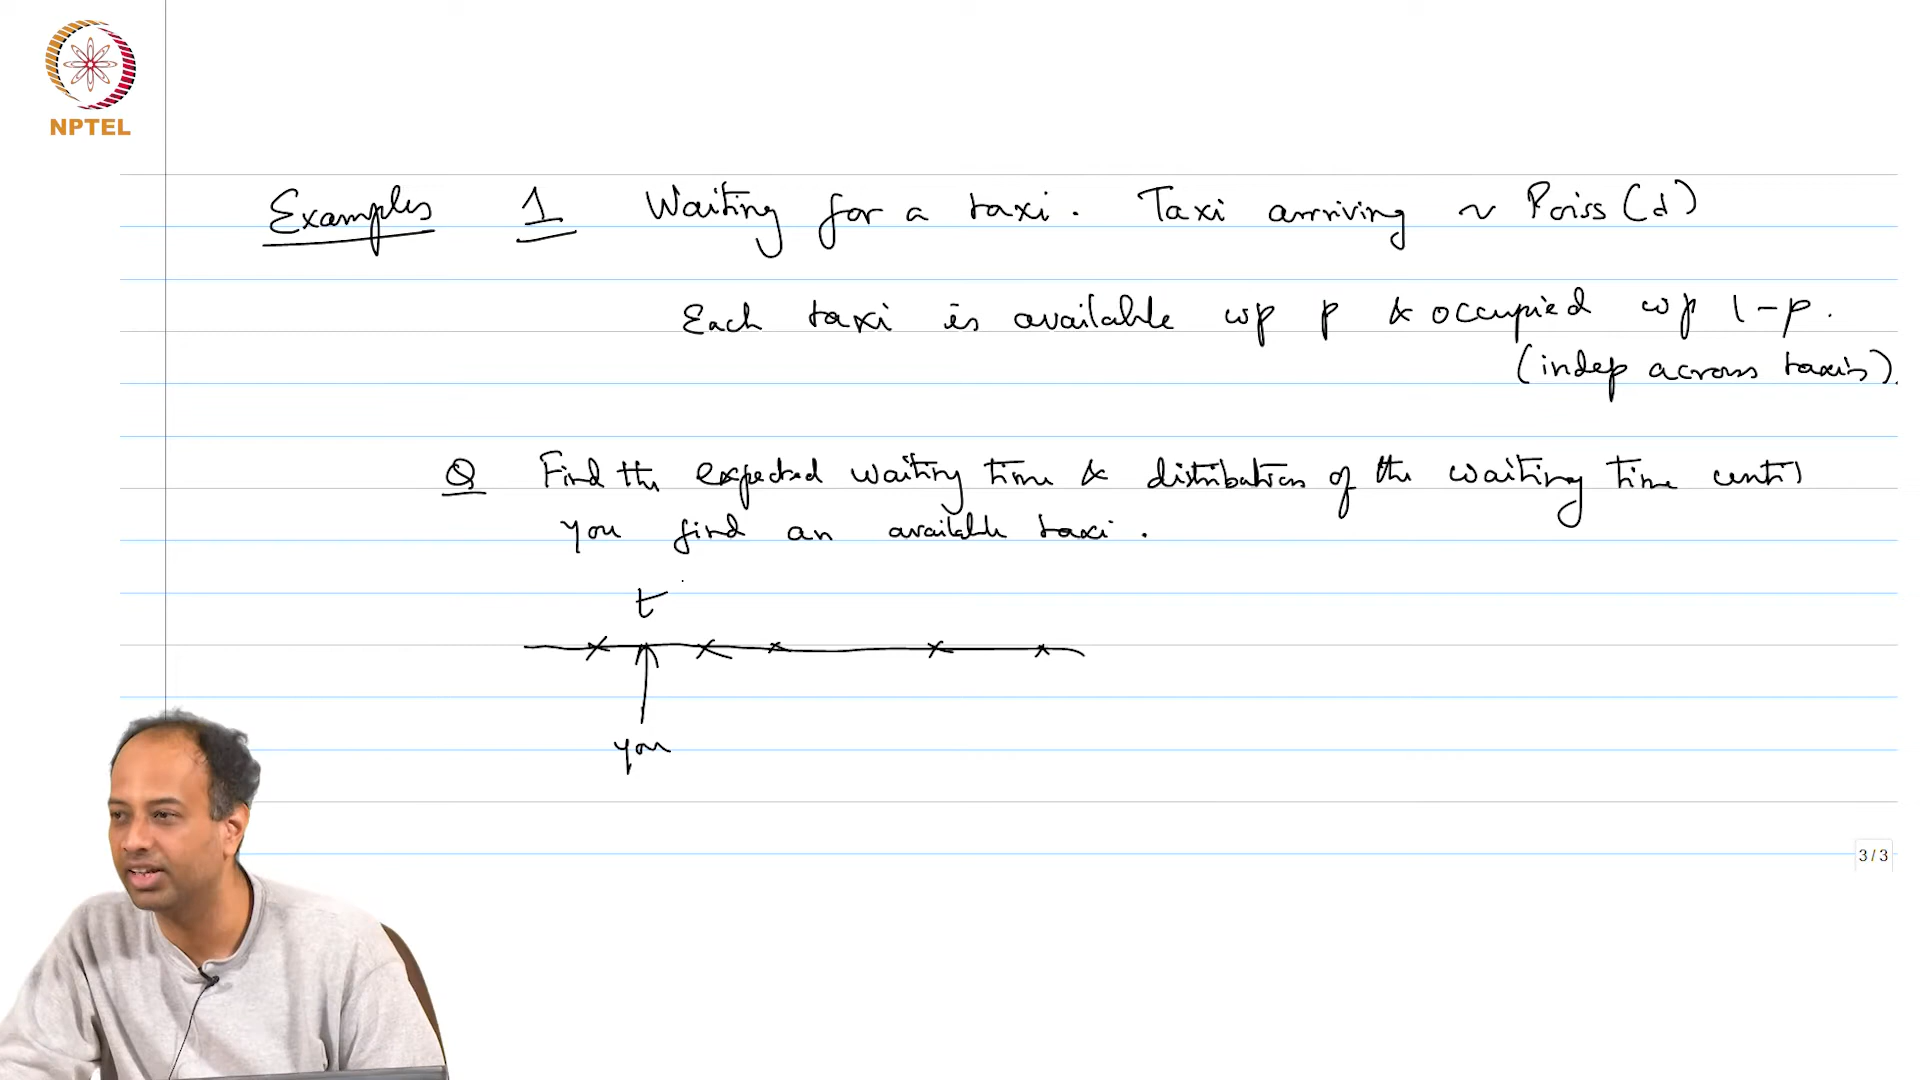 NPTEL
Examples 1 Waiting for a taxi. Taxi arriving ~ Poiss(λ)
Each taxi is available wp p & occupied wp 1-p.
(indep across taxis).
Q Find the expected waiting time & distribution of the waiting time until
you find an available taxi.
t
you
3 / 3